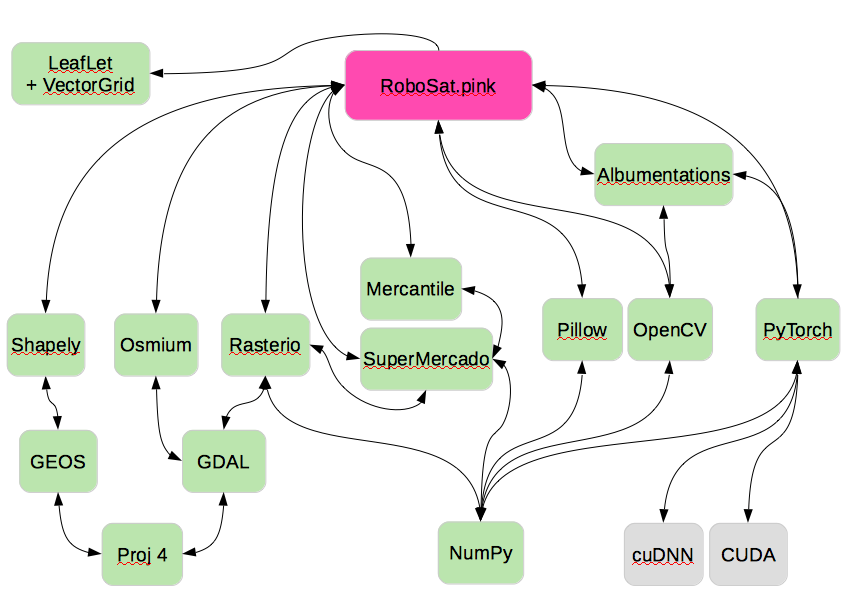 LeafLet
+ VectorGrid
RoboSat.pink
Albumentations
Mercantile
Shapely
Osmium
Rasterio
SuperMercado
Pillow
OpenCV
PyTorch
GEOS
GDAL
Proj 4
NumPy
cuDNN
CUDA